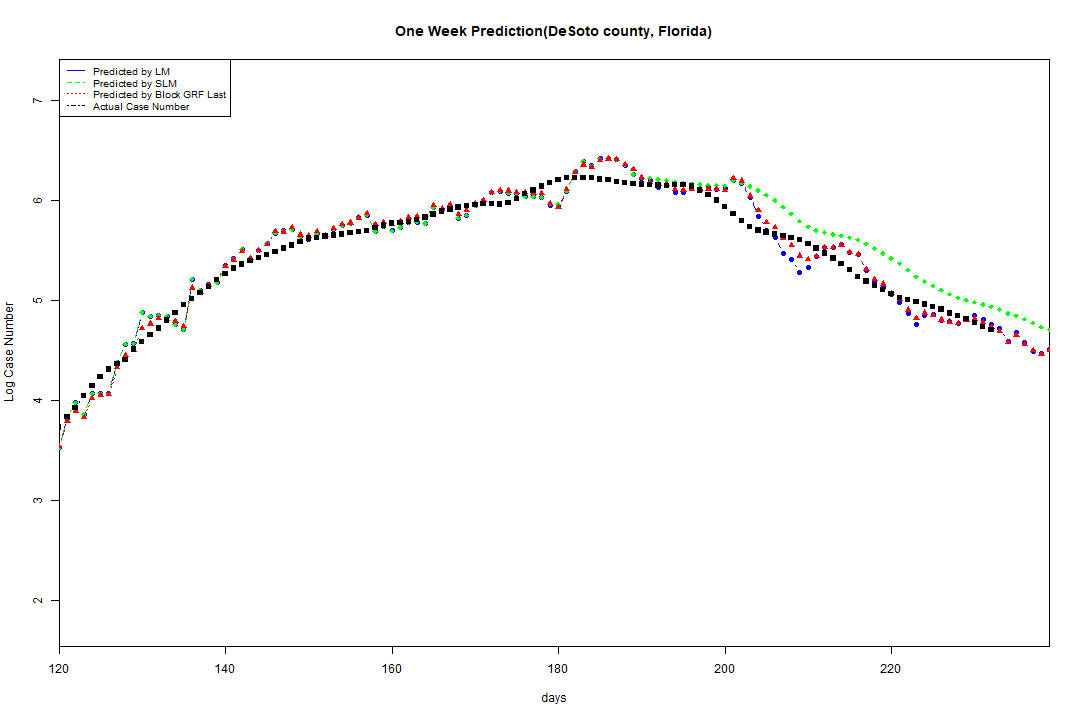 One Week Prediction(DeSoto county, Florida)
Predicted by LM
Predicted by SLM
Predicted by Block GRF Last
Actual Case Number
7
6
5
4
3
2
Log Case Number
120 140 160 180 200 220
days